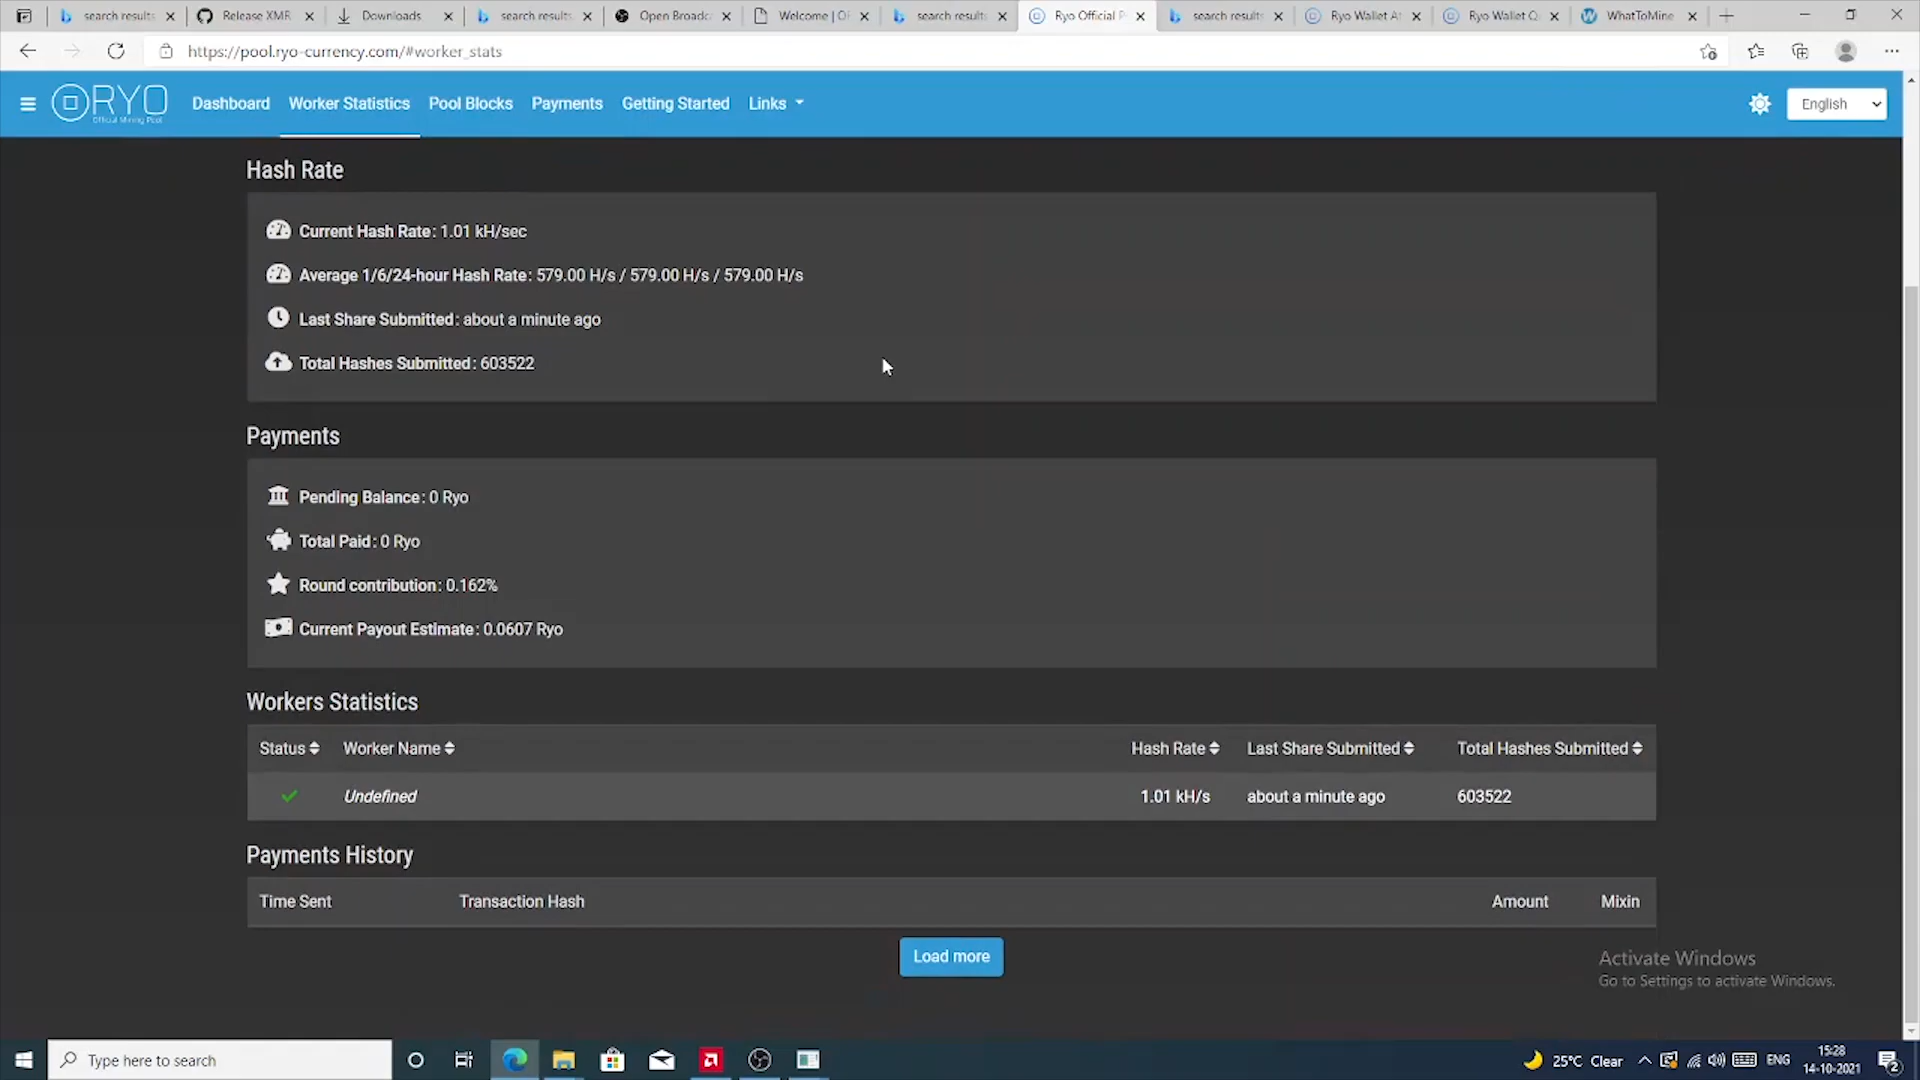 search results
Release XMR
Downloads
search results
Open Broadc
Welcome | O
search results
Ryo Official P
search results
Ryo Wallet A
Ryo Wallet Q
WhatToMine
https://pool.ryo-currency.com/#worker_stats
RYO
Official Mining Pool
Dashboard
Worker Statistics
Pool Blocks
Payments
Getting Started
Links
English
Hash Rate
Current Hash Rate: 1.01 kH/sec
Average 1/6/24-hour Hash Rate: 579.00 H/s / 579.00 H/s / 579.00 H/s
Last Share Submitted: about a minute ago
Total Hashes Submitted: 603522
Payments
Pending Balance: 0 Ryo
Total Paid: 0 Ryo
Round contribution: 0.162%
Current Payout Estimate: 0.0607 Ryo
Workers Statistics
Status Worker Name Hash Rate Last Share Submitted Total Hashes Submitted
Undefined 1.01 kH/s about a minute ago 603522
Payments History
Time Sent Transaction Hash Amount Mixin
Load more
Activate Windows
Go to Settings to activate Windows.
Type here to search
25°C Clear
ENG
15:28
14-10-2021
2